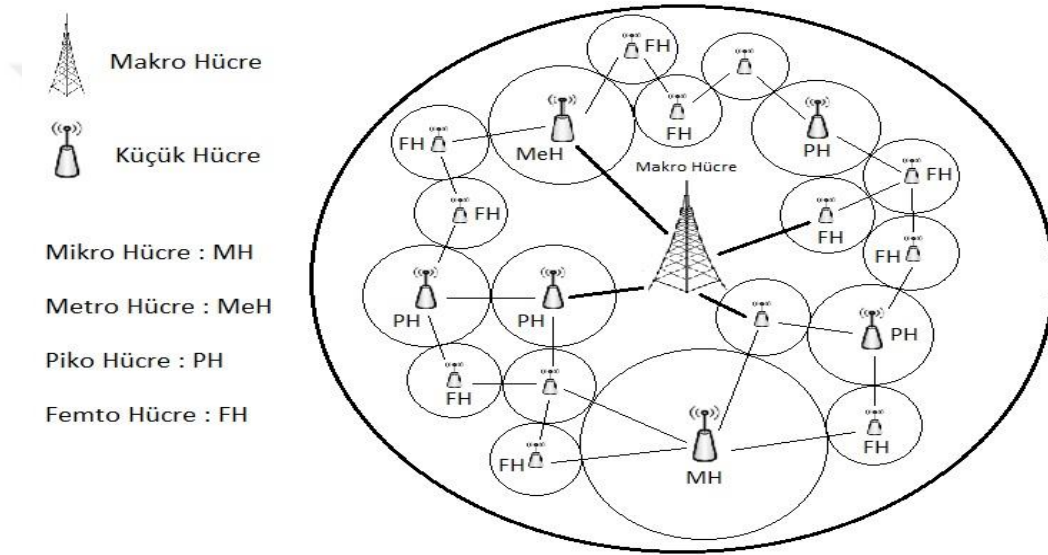 Makro Hücre
Küçük Hücre
Mikro Hücre : MH
Metro Hücre : MeH
Piko Hücre : PH
Femto Hücre : FH
FH
FH
MeH
PH
FH
Makro Hücre
FH
FH
FH
FH
PH
PH
PH
FH
FH
FH
MH